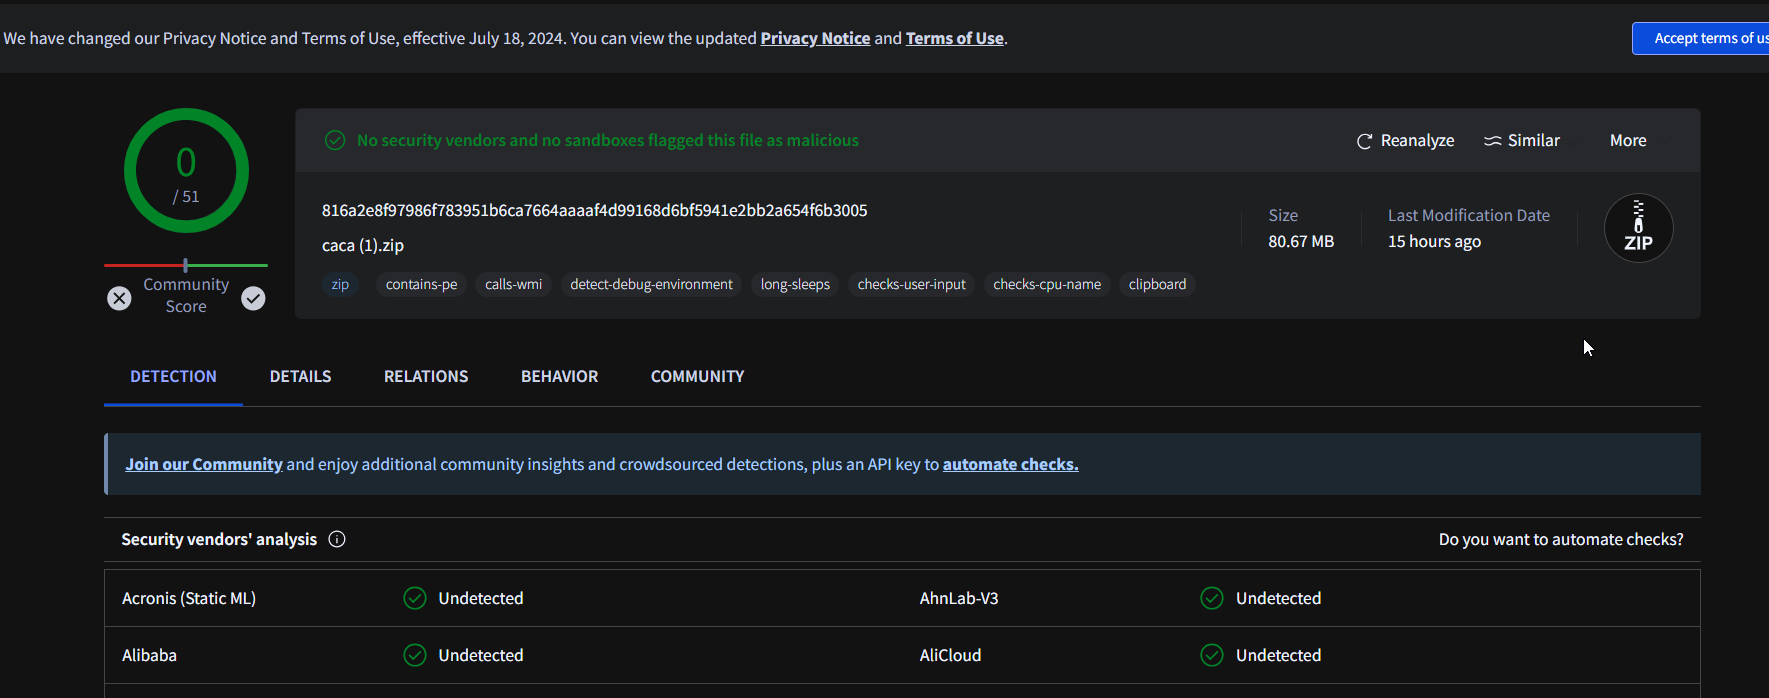 We have changed our Privacy Notice and Terms of Use, effective July 18, 2024. You can view the updated Privacy Notice and Terms of Use.
Accept terms of us
0
/ 51
Community
Score
No security vendors and no sandboxes flagged this file as malicious
Reanalyze
Similar
More
816a2e8f97986f783951b6ca7664aaaaf4d99168d6bf5941e2bb2a654f6b3005
caca (1).zip
Size
80.67 MB
Last Modification Date
15 hours ago
ZIP
zip
contains-pe
calls-wmi
detect-debug-environment
long-sleeps
checks-user-input
checks-cpu-name
clipboard
DETECTION
DETAILS
RELATIONS
BEHAVIOR
COMMUNITY
Join our Community and enjoy additional community insights and crowdsourced detections, plus an API key to automate checks.
Security vendors' analysis
Do you want to automate checks?
Acronis (Static ML)
Undetected
AhnLab-V3
Undetected
Alibaba
Undetected
AliCloud
Undetected